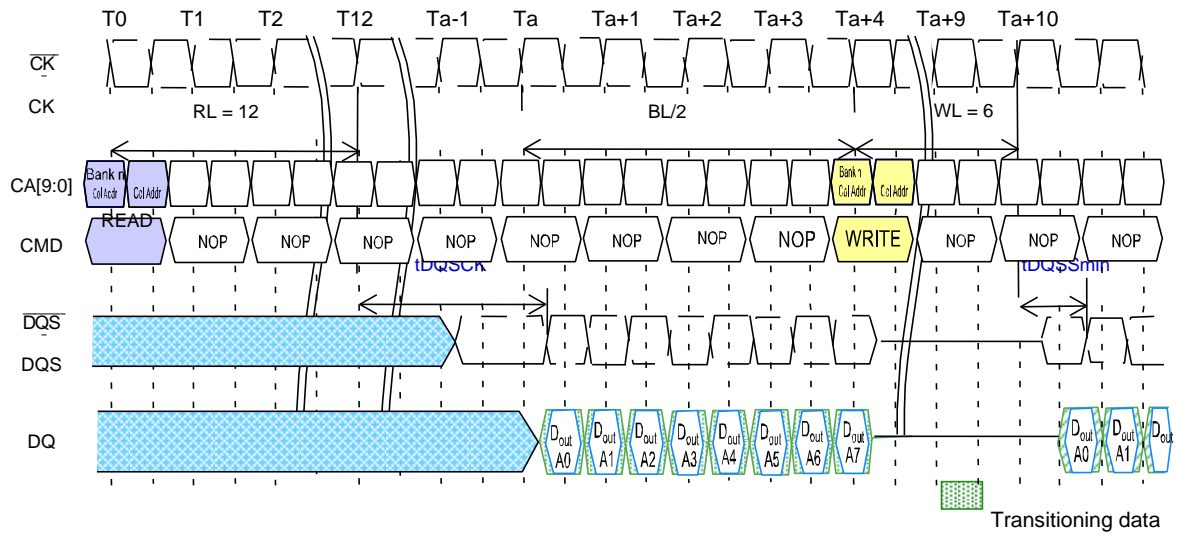 T0 T1 T2 T12 Ta-1 Ta Ta+1 Ta+2 Ta+3 Ta+4 Ta+9 Ta+10
CK
CK
RL = 12 BL/2 WL = 6
CA[9:0] Bank n Col Addr Col Addr Bank n Col Addr Col Addr
READ
CMD NOP NOP NOP NOP NOP NOP NOP NOP WRITE NOP NOP NOP
tDQSCK tDQSSmin
DQS
DQS
DQ Dout A0 Dout A1 Dout A2 Dout A3 Dout A4 Dout A5 Dout A6 Dout A7 Dout A0 Dout A1 Dout
Transitioning data